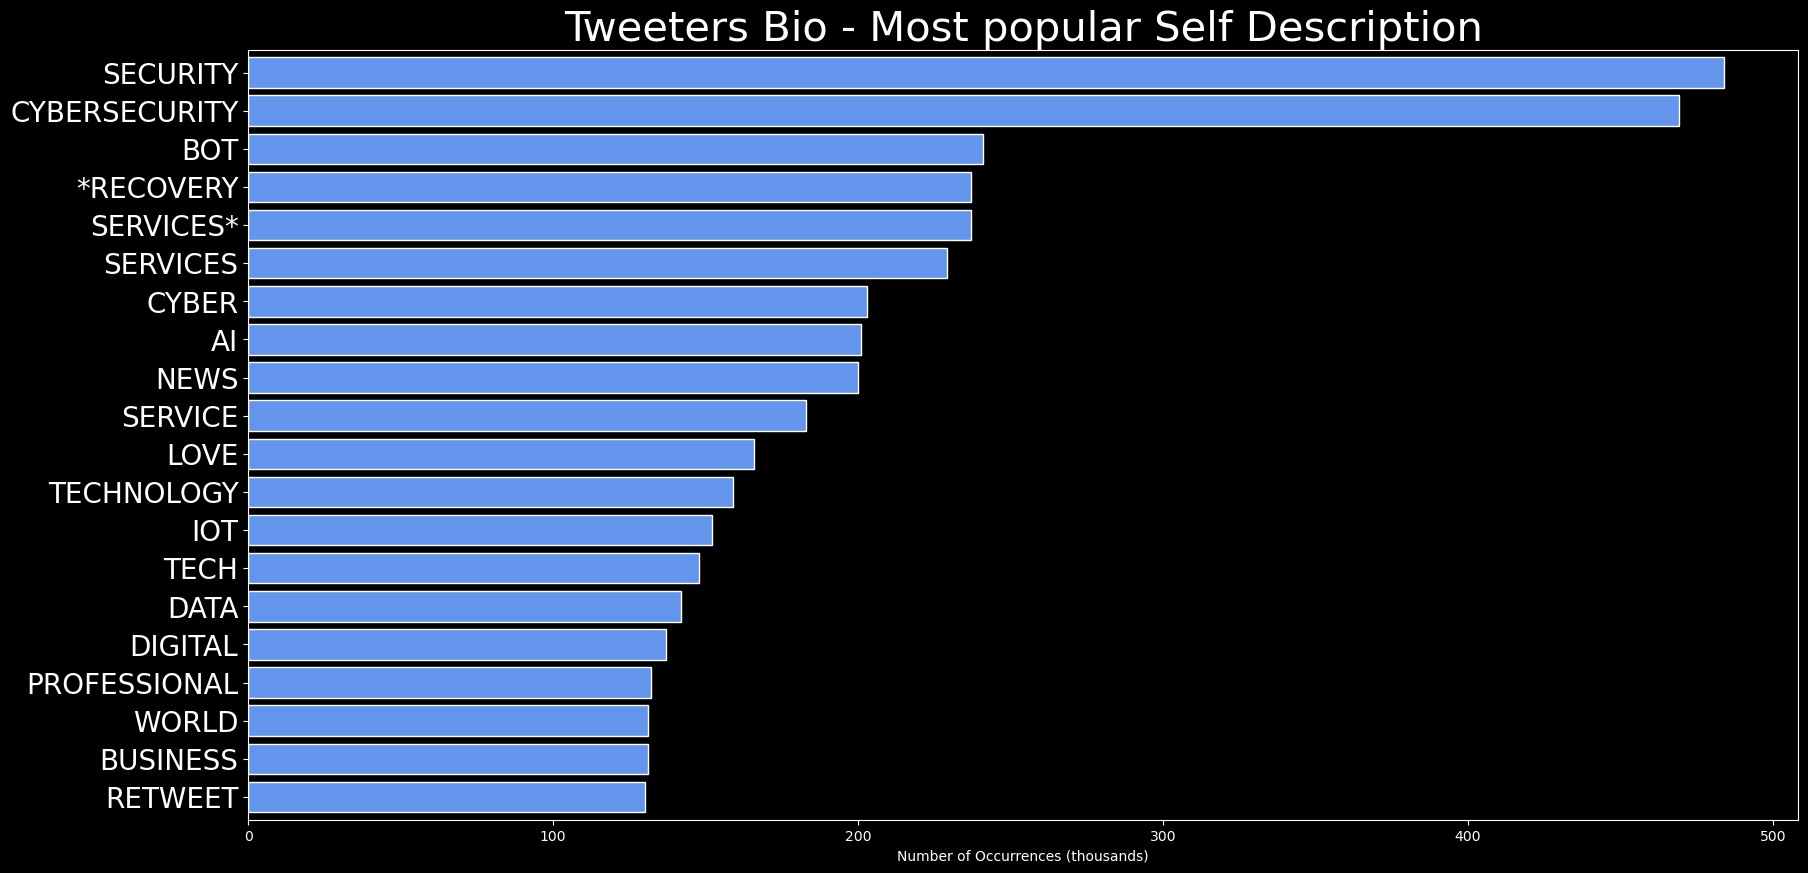 Tweeters Bio - Most popular Self Description
SECURITY
CYBERSECURITY
BOT
*RECOVERY
SERVICES*
SERVICES
CYBER
AI
NEWS
SERVICE
LOVE
TECHNOLOGY
IOT
TECH
DATA
DIGITAL
PROFESSIONAL
WORLD
BUSINESS
RETWEET
0 100 200 300 400 500
Number of Occurrences (thousands)